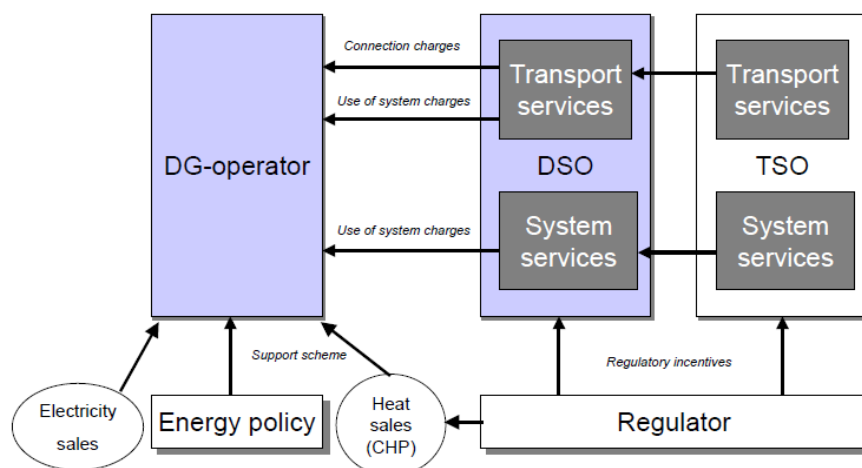 Connection charges
Transport
services
Transport
services
Use of system charges
DG-operator
DSO
TSO
Use of system charges
System
services
System
services
Support scheme
Regulatory incentives
Electricity
sales
Energy policy
Heat
sales
(CHP)
Regulator